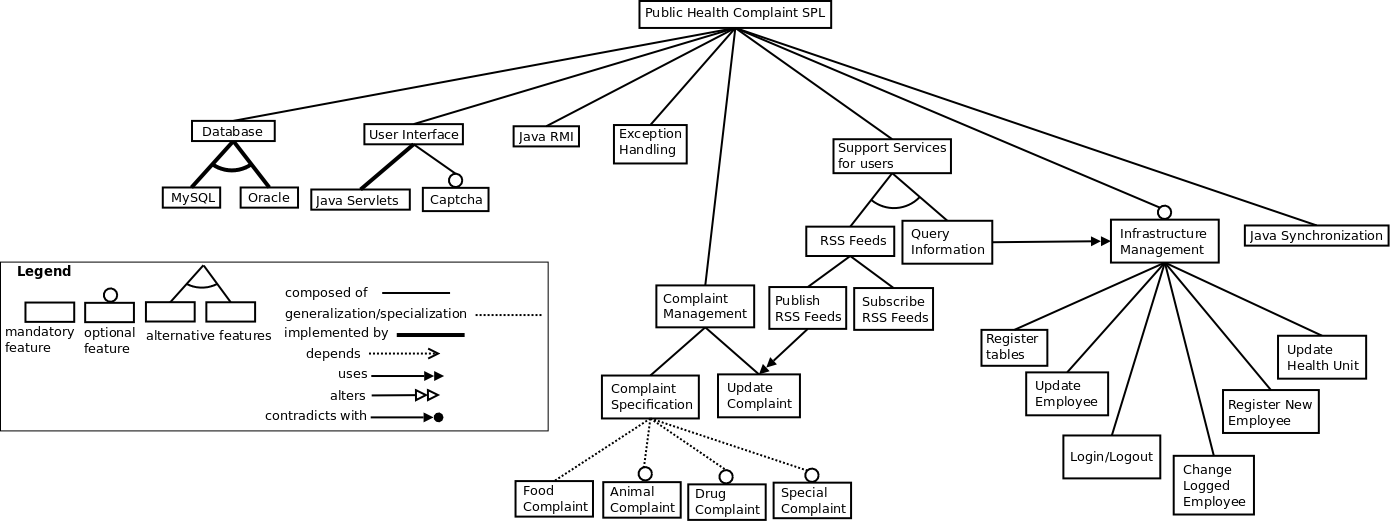 Public Health Complaint SPL
Database
User Interface
Java RMI
Exception
Handling
Support Services
for users
MySQL
Oracle
Java Servlets
Captcha
RSS Feeds
Query
Information
Infrastructure
Management
Java Synchronization
Legend
mandatory
feature
optional
feature
alternative features
composed of
generalization/specialization
implemented by
depends
uses
alters
contradicts with
Complaint
Management
Publish
RSS Feeds
Subscribe
RSS Feeds
Register
tables
Update
Health Unit
Complaint
Specification
Update
Complaint
Update
Employee
Register New
Employee
Login/Logout
Change
Logged
Employee
Food
Complaint
Animal
Complaint
Drug
Complaint
Special
Complaint